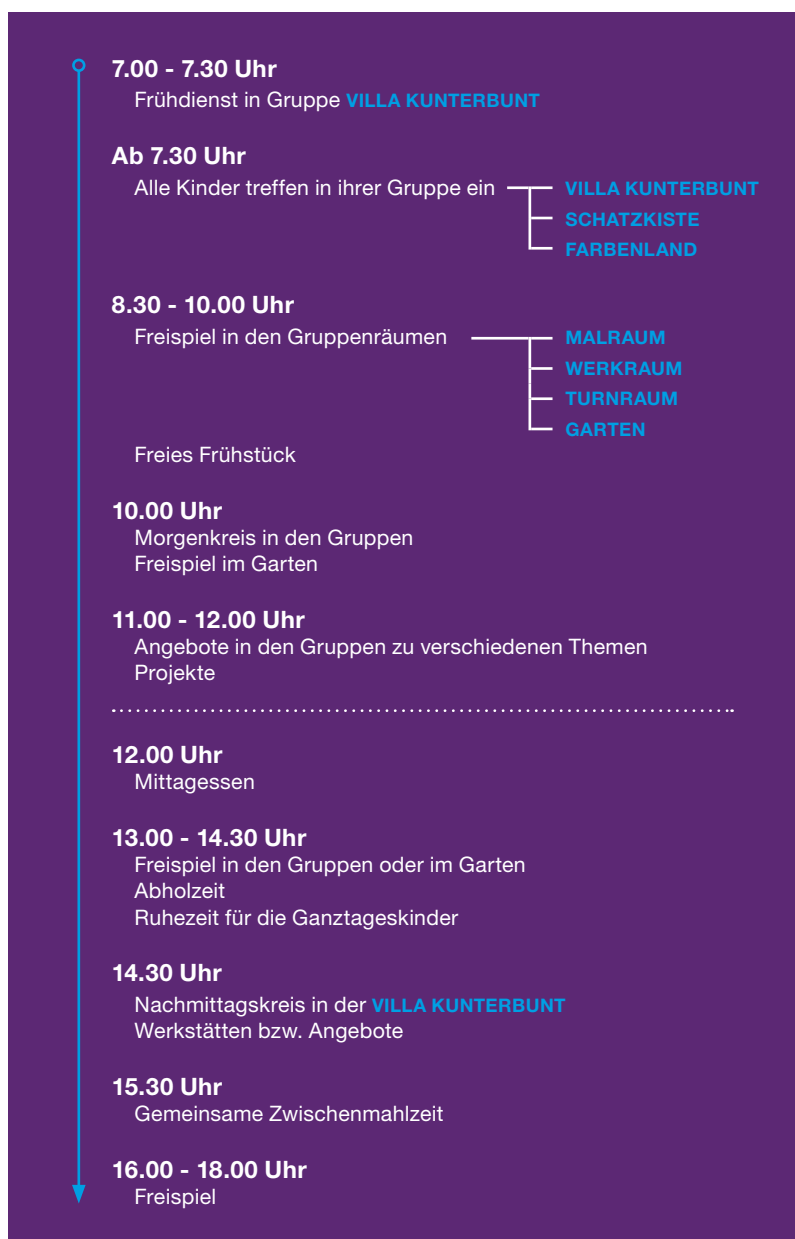 7.00 - 7.30 Uhr
Frühdienst in Gruppe VILLA KUNTERBUNT
Ab 7.30 Uhr
Alle Kinder treffen in ihrer Gruppe ein VILLA KUNTERBUNT
SCHATZKISTE
FARBENLAND
8.30 - 10.00 Uhr
Freispiel in den Gruppenräumen MALRAUM
WERKRAUM
TURNRAUM
GARTEN
Freies Frühstück
10.00 Uhr
Morgenkreis in den Gruppen
Freispiel im Garten
11.00 - 12.00 Uhr
Angebote in den Gruppen zu verschiedenen Themen
Projekte
12.00 Uhr
Mittagessen
13.00 - 14.30 Uhr
Freispiel in den Gruppen oder im Garten
Abholzeit
Ruhezeit für die Ganztageskinder
14.30 Uhr
Nachmittagskreis in der VILLA KUNTERBUNT
Werkstätten bzw. Angebote
15.30 Uhr
Gemeinsame Zwischenmahlzeit
16.00 - 18.00 Uhr
Freispiel